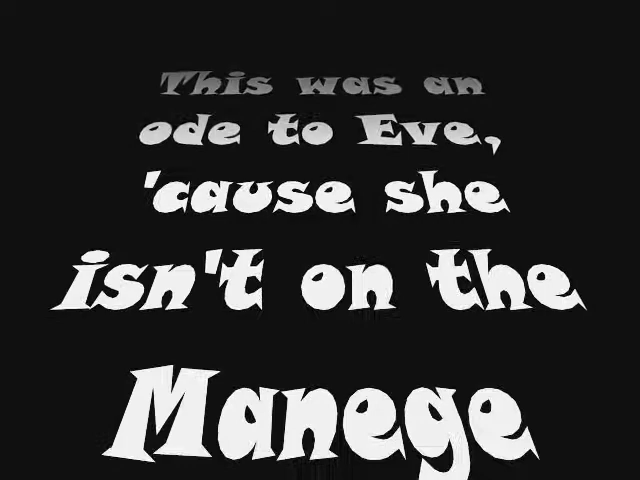 This was an
ode to Eve,
'cause she
isn't on the
Manege